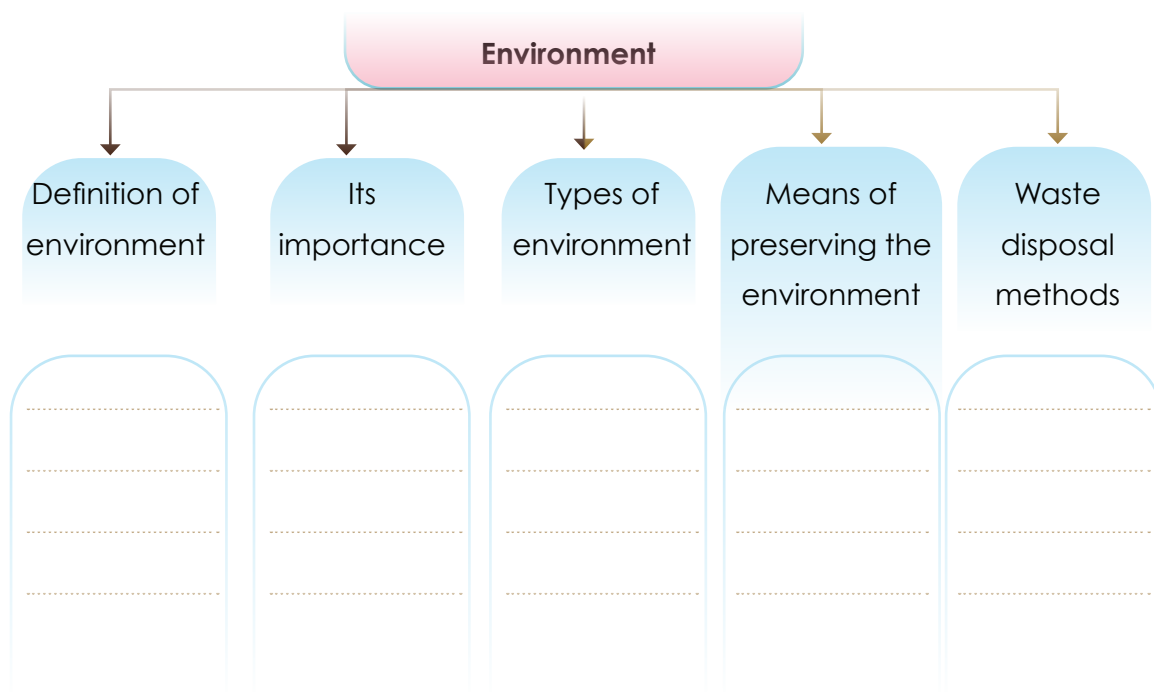 Environment
Definition of
environment
Its
importance
Types of
environment
Means of
preserving the
environment
Waste
disposal
methods